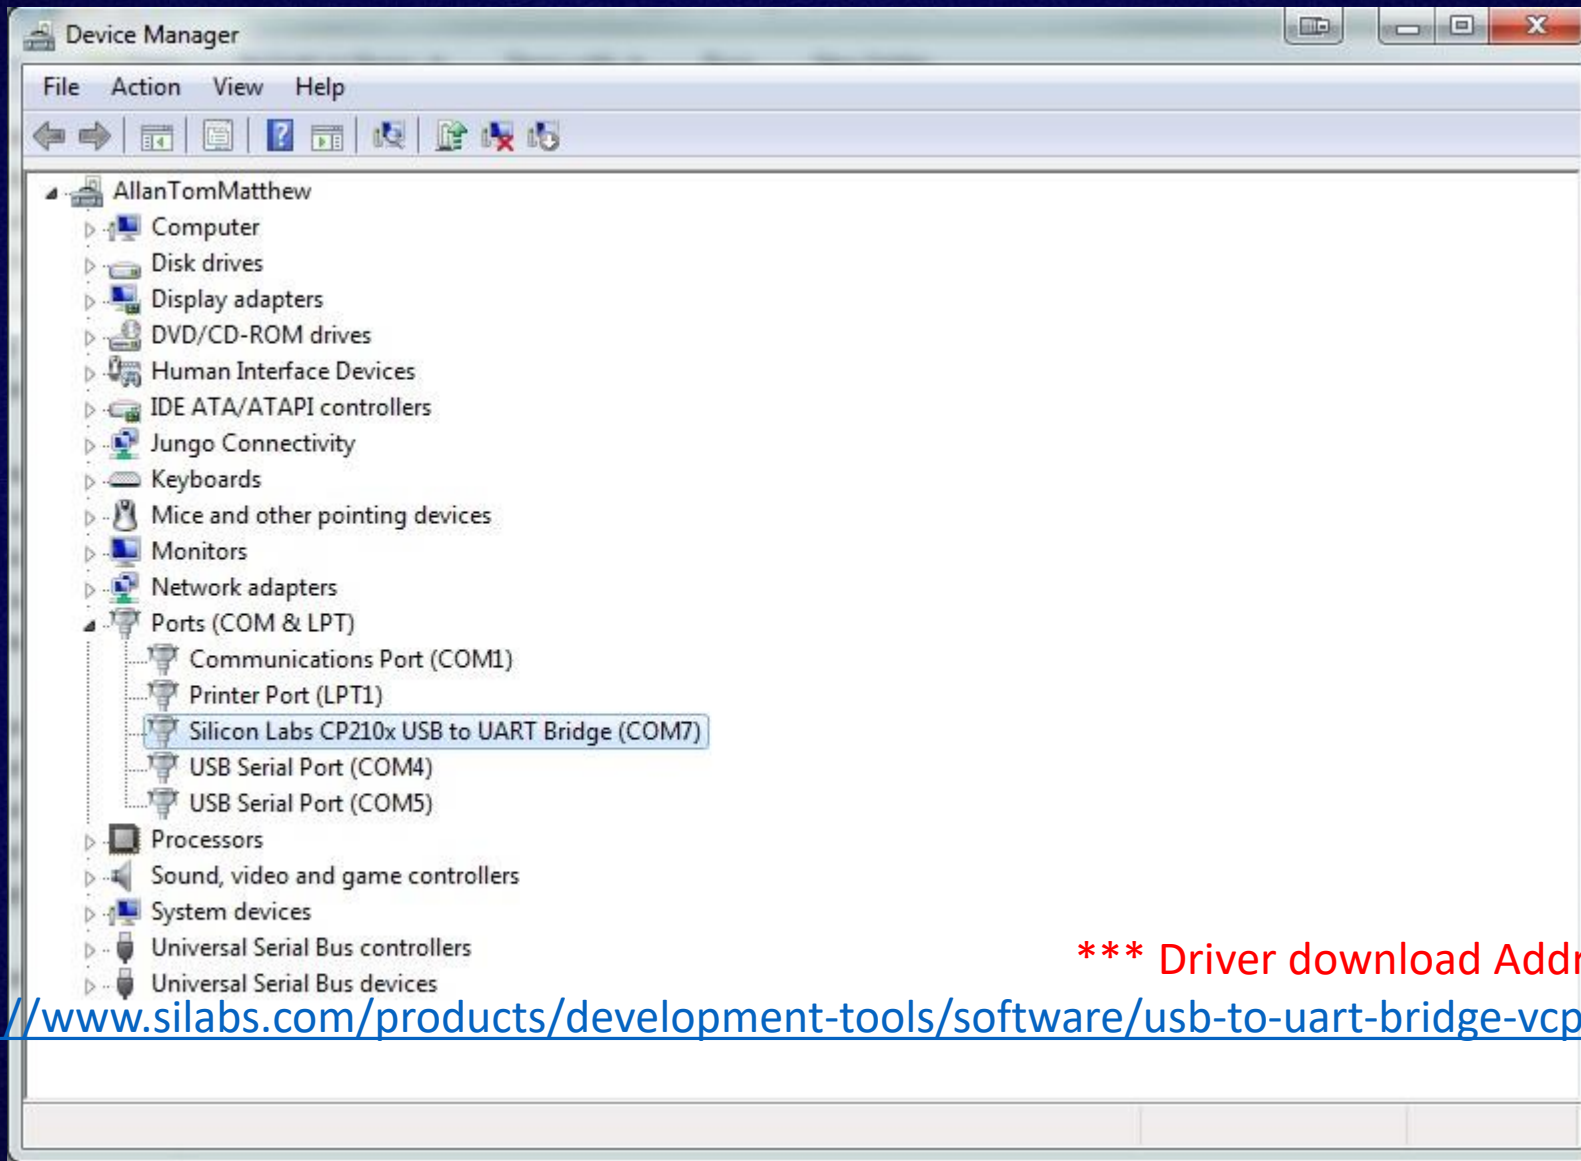 Device Manager
File Action View Help
AllanTomMatthew
Computer
Disk drives
Display adapters
DVD/CD-ROM drives
Human Interface Devices
IDE ATA/ATAPI controllers
Jungo Connectivity
Keyboards
Mice and other pointing devices
Monitors
Network adapters
Ports (COM & LPT)
Communications Port (COM1)
Printer Port (LPT1)
Silicon Labs CP210x USB to UART Bridge (COM7)
USB Serial Port (COM4)
USB Serial Port (COM5)
Processors
Sound, video and game controllers
System devices
Universal Serial Bus controllers
*** Driver download Addr
Universal Serial Bus devices
//www.silabs.com/products/development-tools/software/usb-to-uart-bridge-vcp